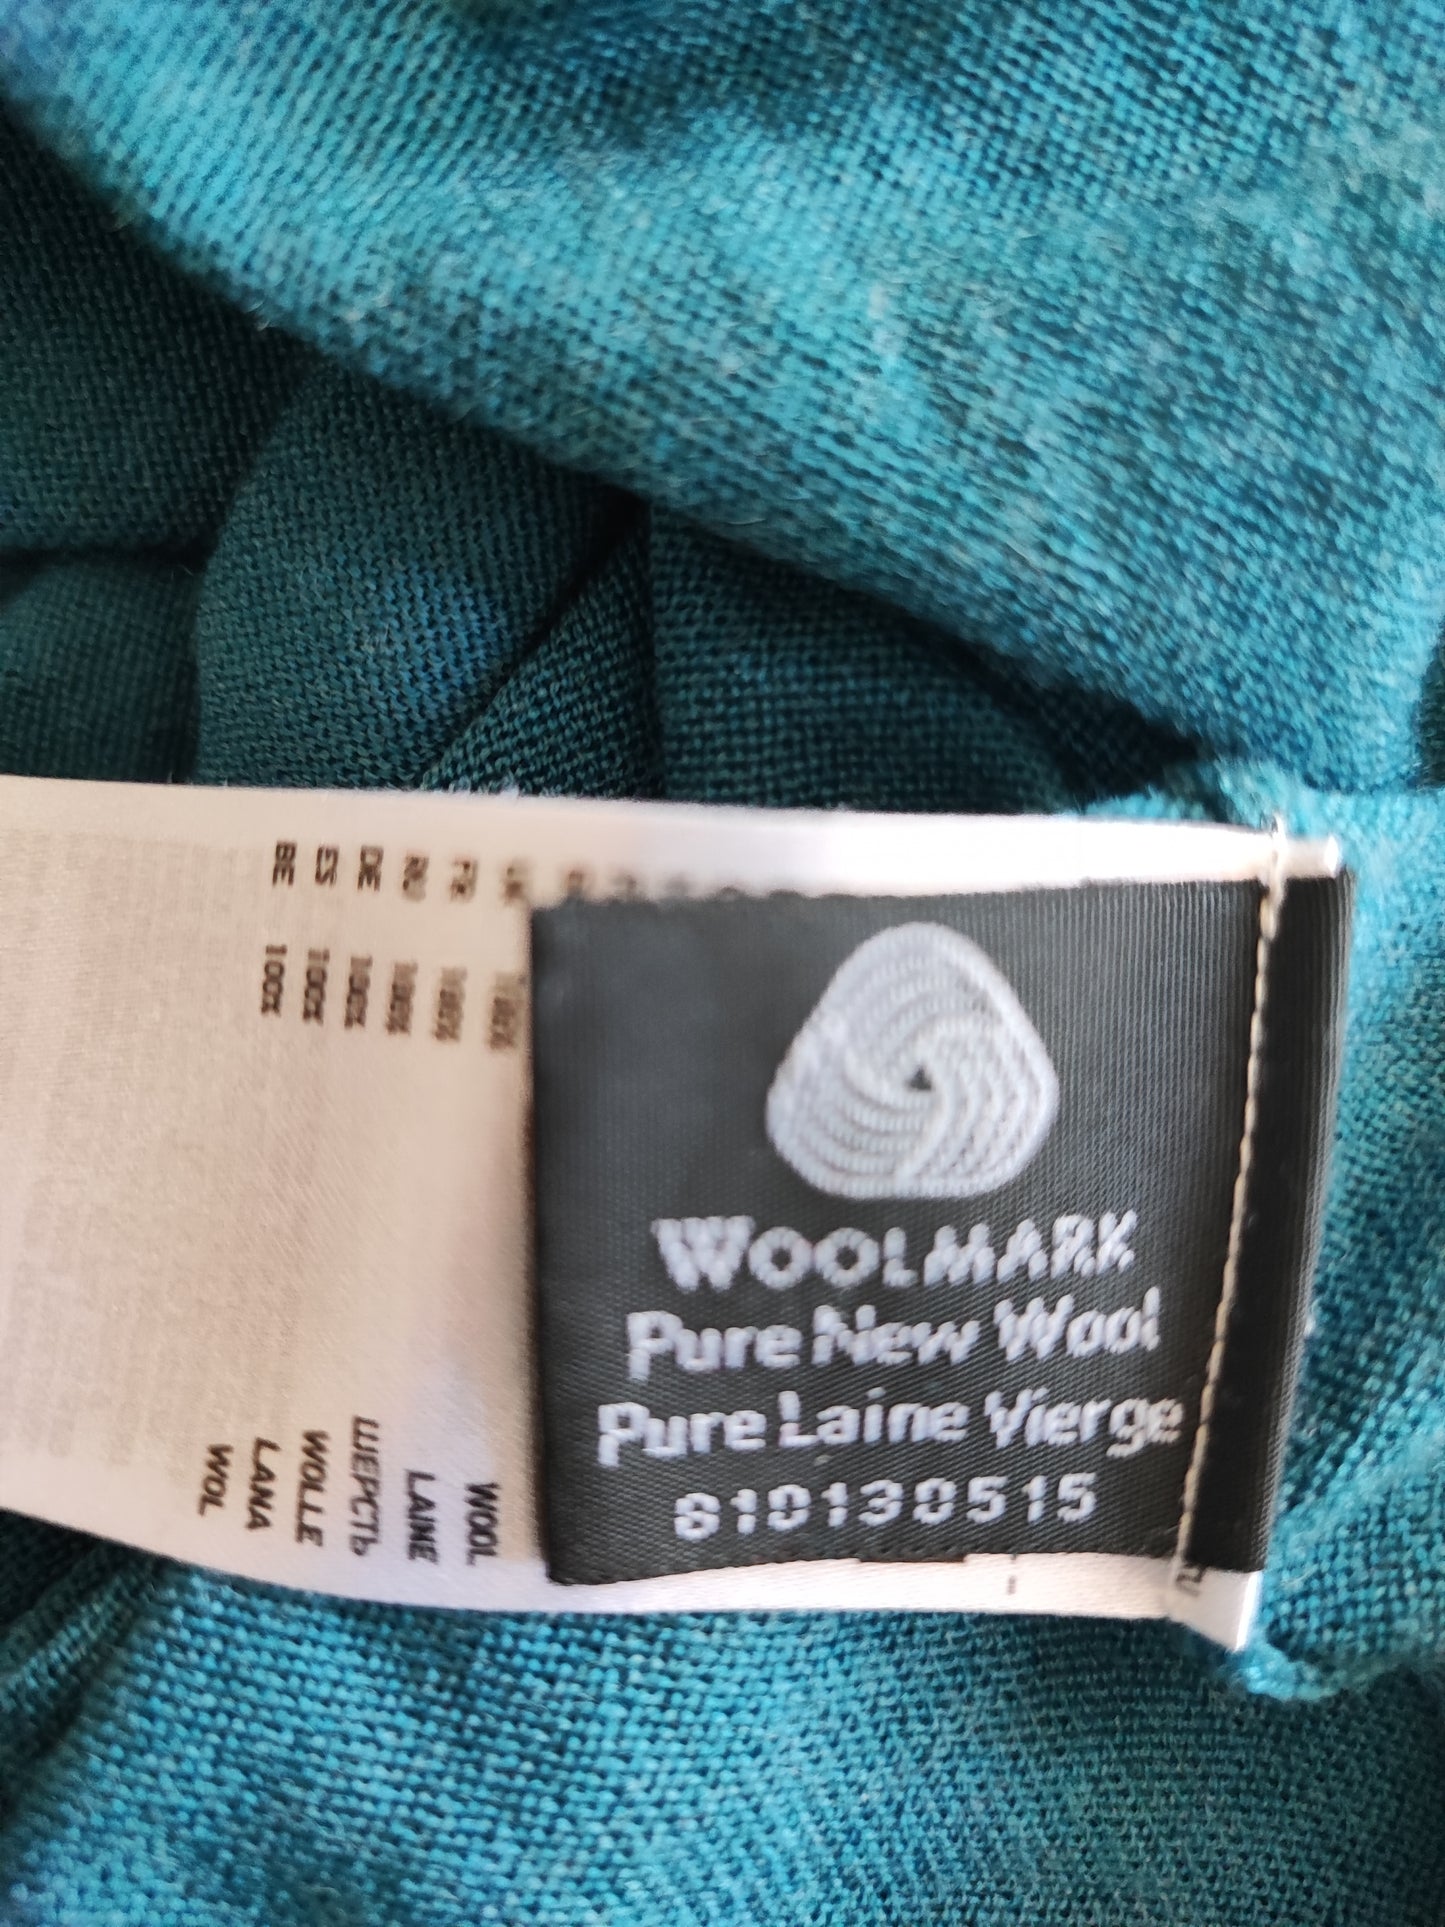 WOOLMARK
Pure New Wool
Pure Laine Vierge
810130515
100% WOOL
FR 100% LAINE
RU 100% ШЕРСТЬ
DE 100% WOLLE
ES 100% LANA
BE 100% WOL